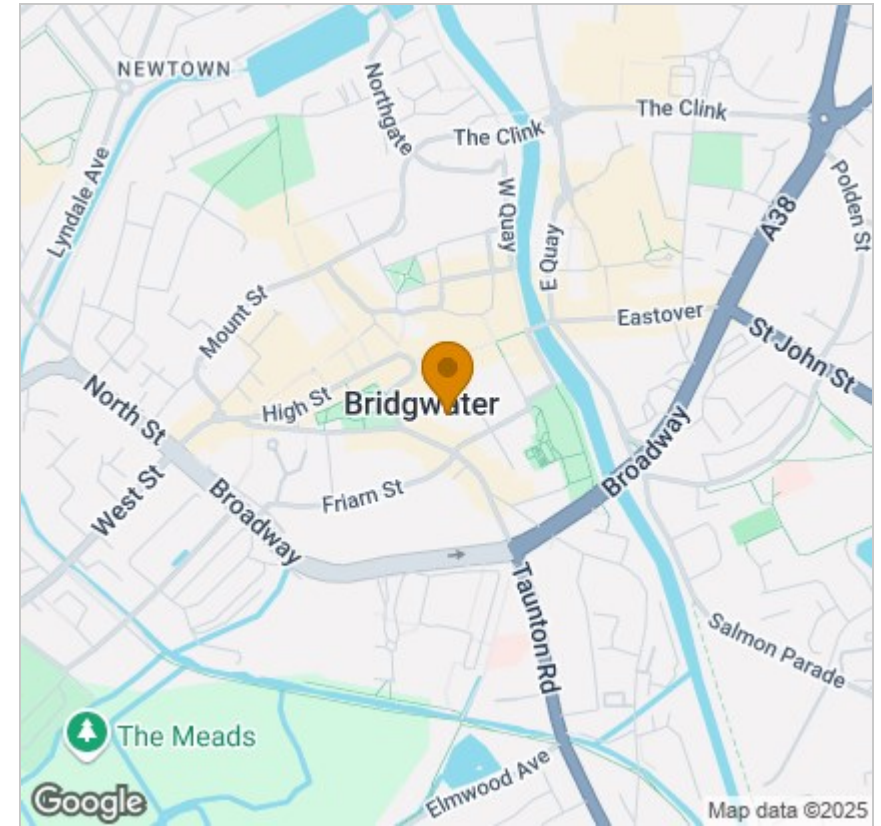 NEWTOWN
Northgate
The Clink
The Clink
Lyndale Ave
W Quay
E Quay
Polden St
A38
Mount St
Eastover
St John St
High St
Bridgwater
North St
West St
Broadway
Friarn St
Broadway
Taunton Rd
Salmon Parade
The Meads
Elmwood Ave
Google
Map data ©2025